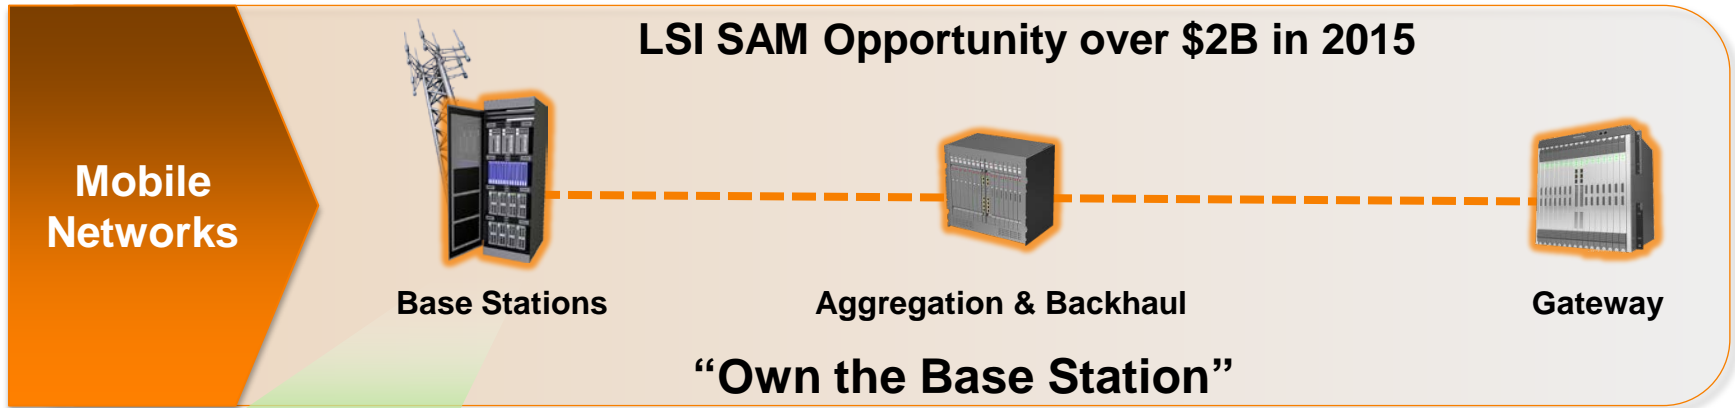 LSI SAM Opportunity over $2B in 2015
Mobile
Networks
Base Stations
Aggregation & Backhaul
Gateway
“Own the Base Station”